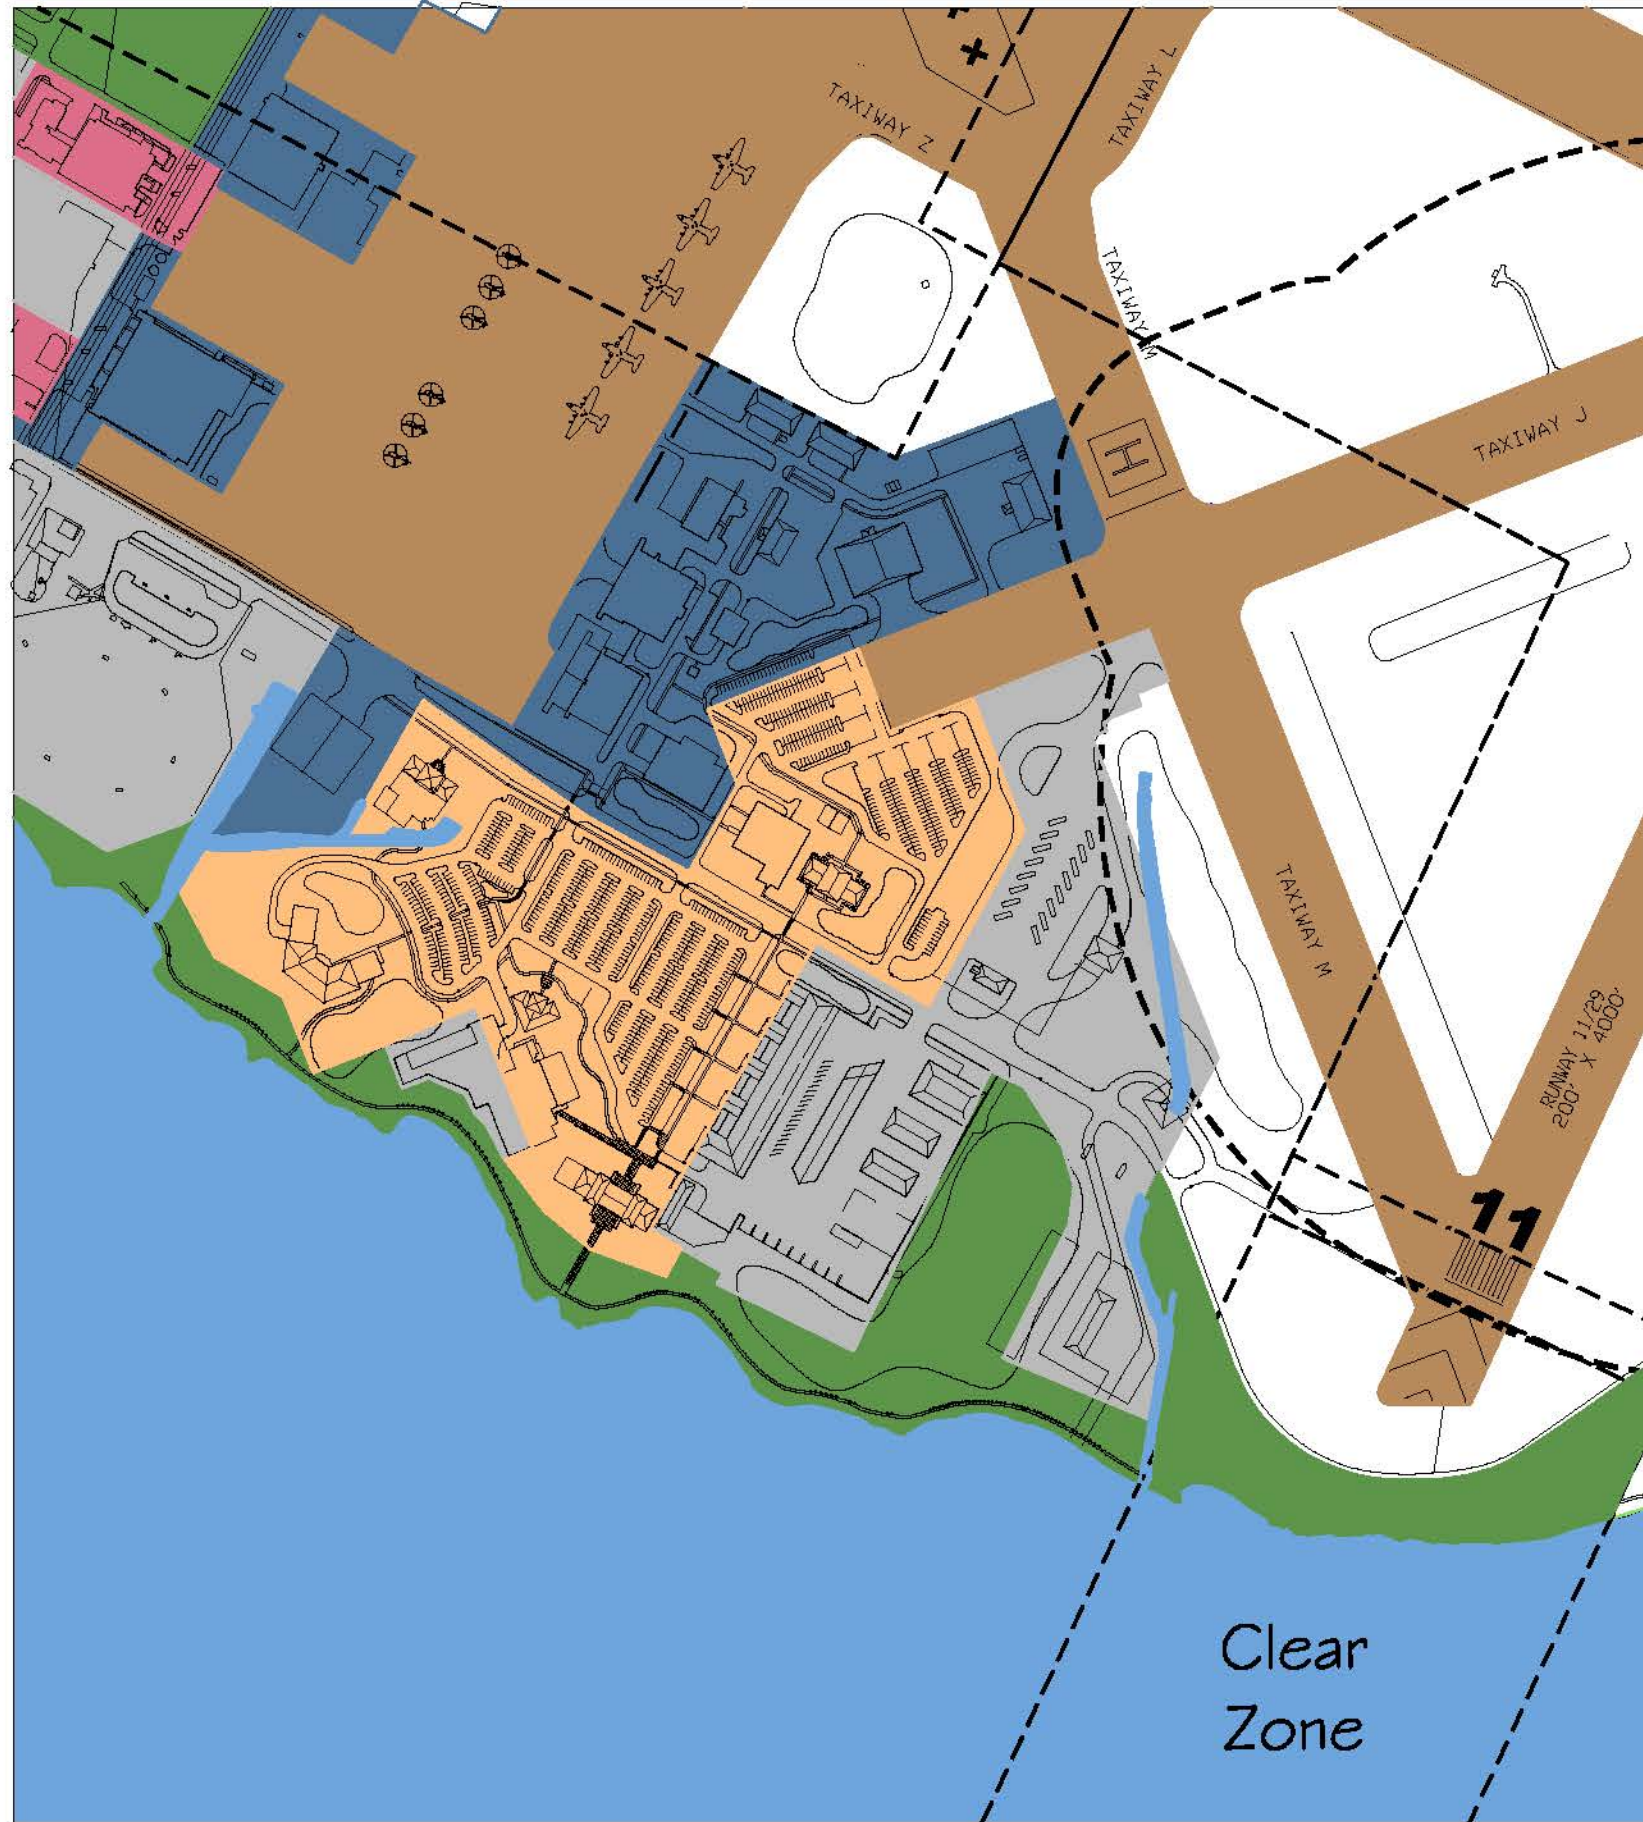 TAXIWAY L
TAXIWAY Z
TAXIWAY M
H
TAXIWAY J
TAXIWAY M
RUNWAY 11/29
200' X 4000'
11
Clear
Zone